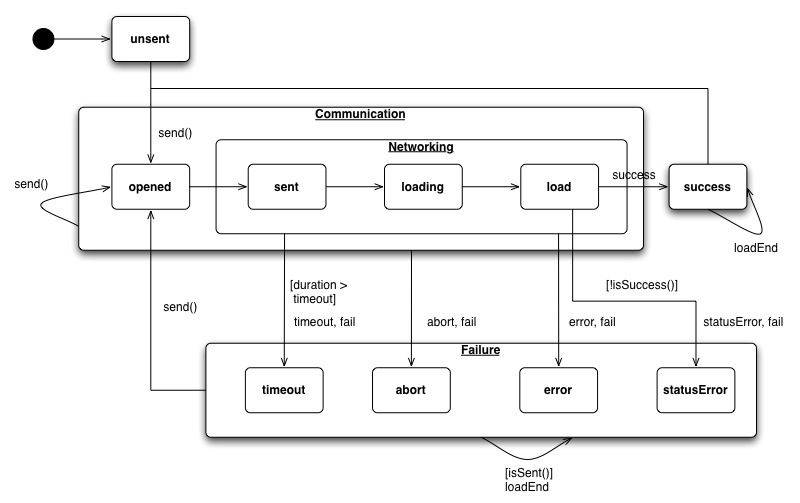 unsent
Communication
send()
Networking
send()
opened
sent
loading
load
success
success
loadEnd
[duration >
timeout]
[!isSuccess()]
send()
timeout, fail
abort, fail
error, fail
statusError, fail
Failure
timeout
abort
error
statusError
[isSent()]
loadEnd